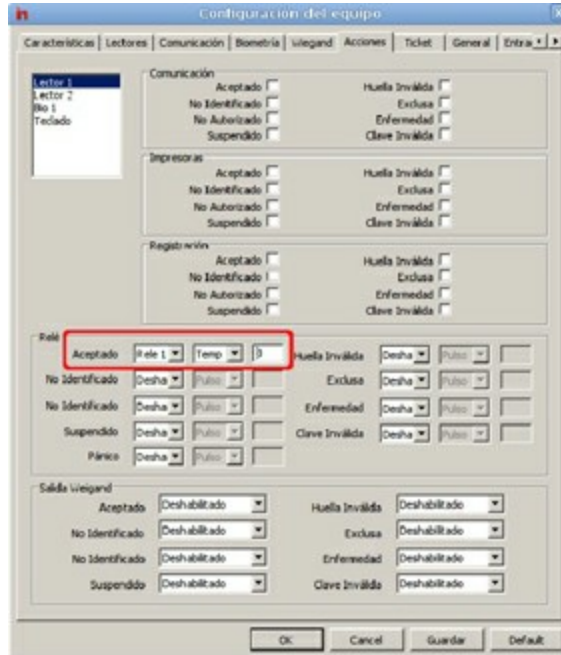 in Configuración del equipo
Características Lectores Comunicación Biometría Wiegand Acciones Ticket General Entra
Lector 1
Lector 2
Bio 1
Teclado
Comunicación
Aceptado Huella Inválida
No Identificado Exclusa
No Autorizado Enfermedad
Suspendido Clave Inválida
Impresoras
Aceptado Huella Inválida
No Identificado Exclusa
No Autorizado Enfermedad
Suspendido Clave Inválida
Registración
Aceptado Huella Inválida
No Identificado Exclusa
No Autorizado Enfermedad
Suspendido Clave Inválida
Relé
Aceptado Rele 1 Temp Huella Inválida Desha Pulso
No Identificado Desha Pulso Exclusa Desha Pulso
No Identificado Desha Pulso Enfermedad Desha Pulso
Suspendido Desha Pulso Clave Inválida Desha Pulso
Pánico Desha Pulso
Salida Weigand
Aceptado Deshabilitado Huella Inválida Deshabilitado
No Identificado Deshabilitado Exclusa Deshabilitado
No Identificado Deshabilitado Enfermedad Deshabilitado
Suspendido Deshabilitado Clave Inválida Deshabilitado
OK Cancel Guardar Default